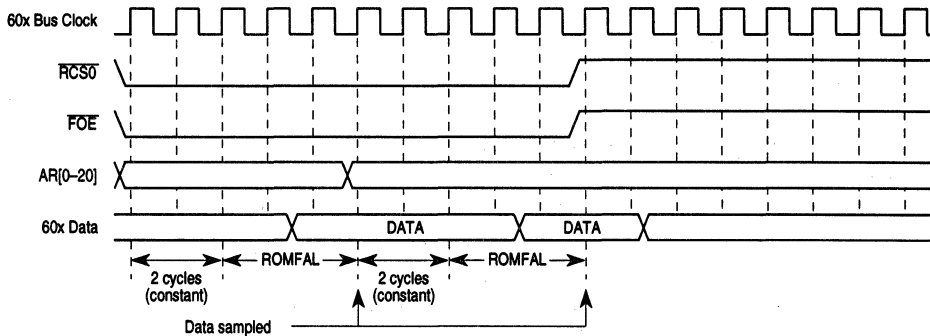 60x Bus Clock
RCS0
FOE
AR[0–20]
60x Data
DATA
DATA
2 cycles
(constant)
ROMFAL
2 cycles
(constant)
ROMFAL
Data sampled